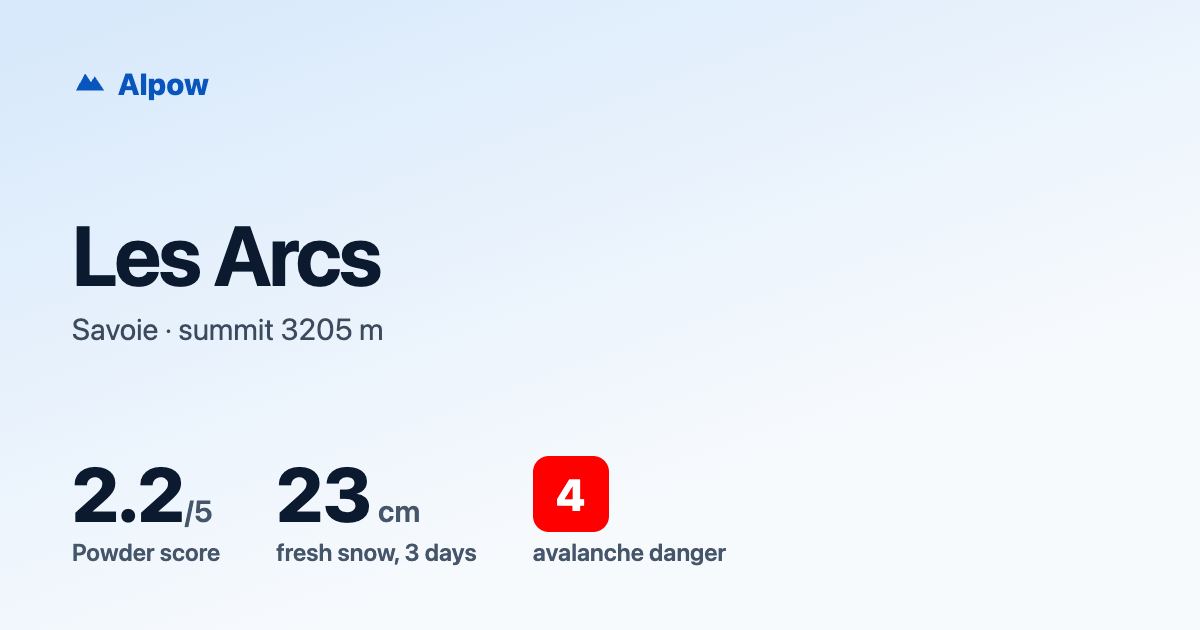 Alpow
Les Arcs
Savoie · summit 3205 m
2.2/5
Powder score
23 cm
fresh snow, 3 days
4
avalanche danger